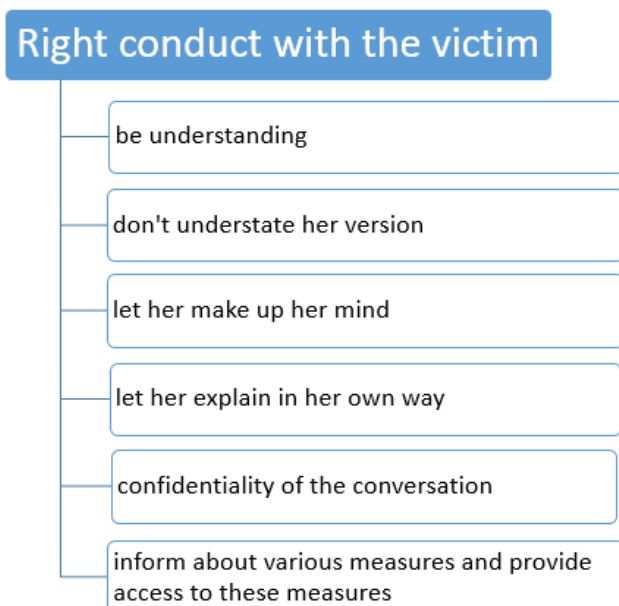 Right conduct with the victim
be understanding
don't understate her version
let her make up her mind
let her explain in her own way
confidentiality of the conversation
inform about various measures and provide
access to these measures